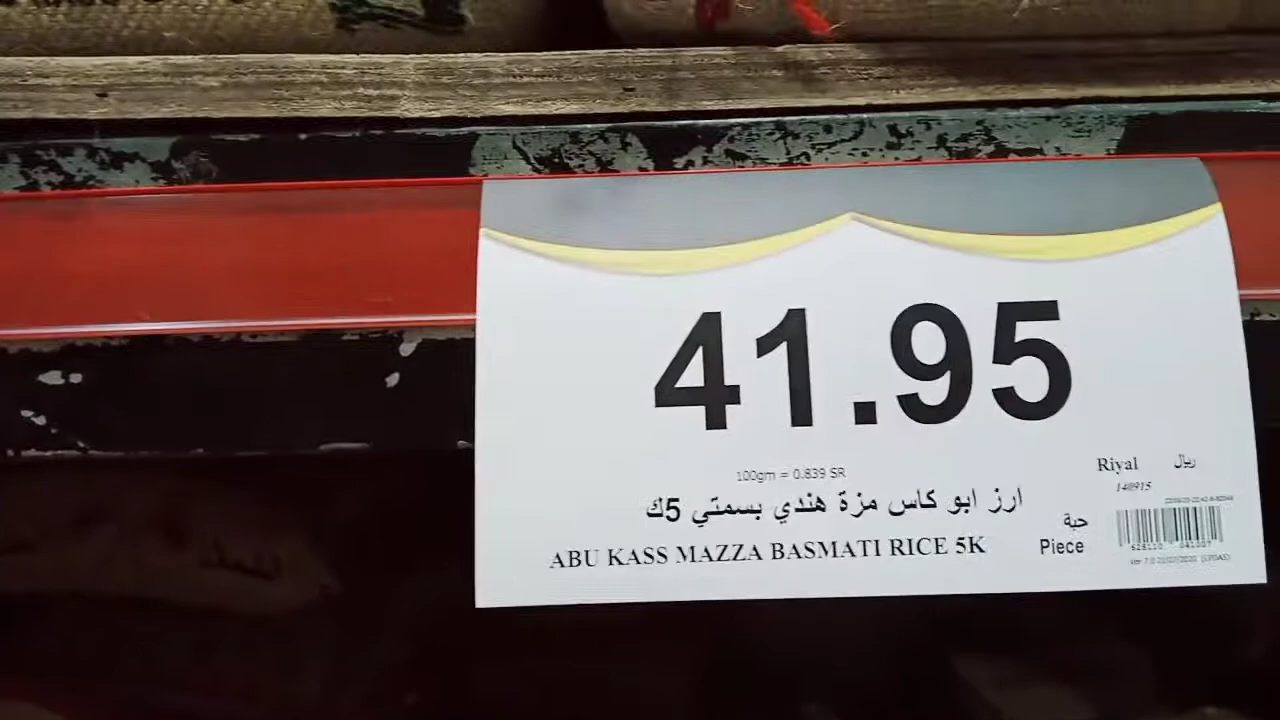 41.95
100gm = 0.839 SR
Riyal ريال
140915
ارز ابو كاس مزة هندي بسمتي 5ك
حبة
ABU KASS MAZZA BASMATI RICE 5K
Piece